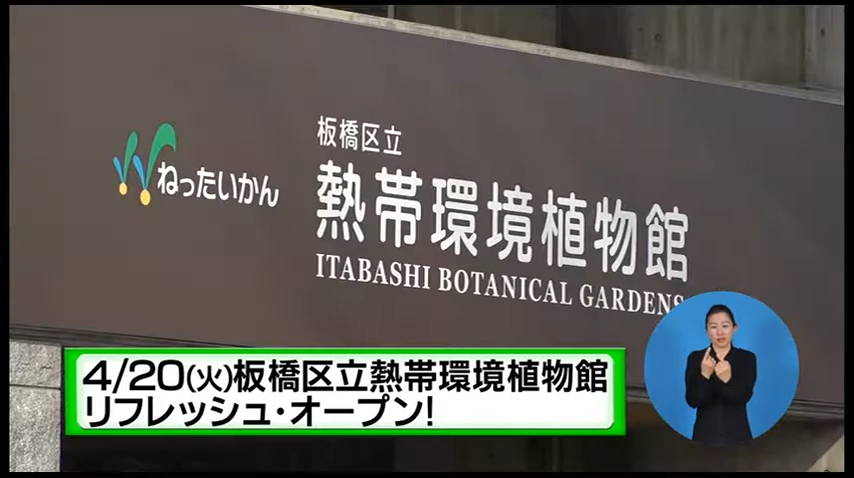 板橋区立
ねったいかん
熱帯環境植物館
ITABASHI BOTANICAL GARDENS
4/20(火)板橋区立熱帯環境植物館
リフレッシュ・オープン!